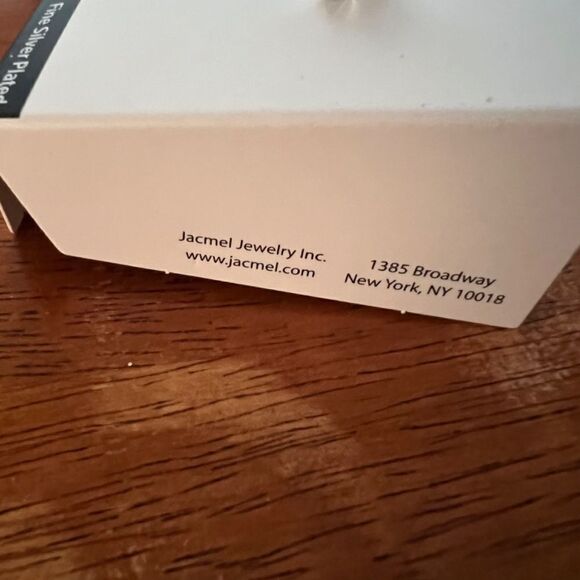 Fine Silver Plated
Jacmel Jewelry Inc.
www.jacmel.com
1385 Broadway
New York, NY 10018